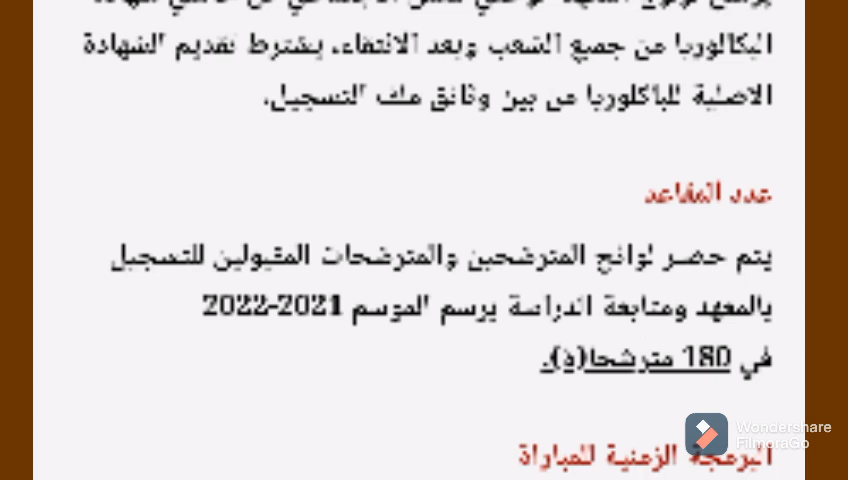 البكالوريا من جميع الشعب وبعد الانتقاء، يشترط تقديم الشهادة
الاصلية للباكلوريا من بين وثائق ملف التسجيل.
عدد المقاعد
يتم حصر لوائح المترشحين والمترشحات المقبولين للتسجيل
بالمعهد ومتابعة الدراسة برسم الموسم 2021-2022
في 180 مترشحا(ة).
Wondershare
FilmoraGo
البرمجة الزمنية للمباراة